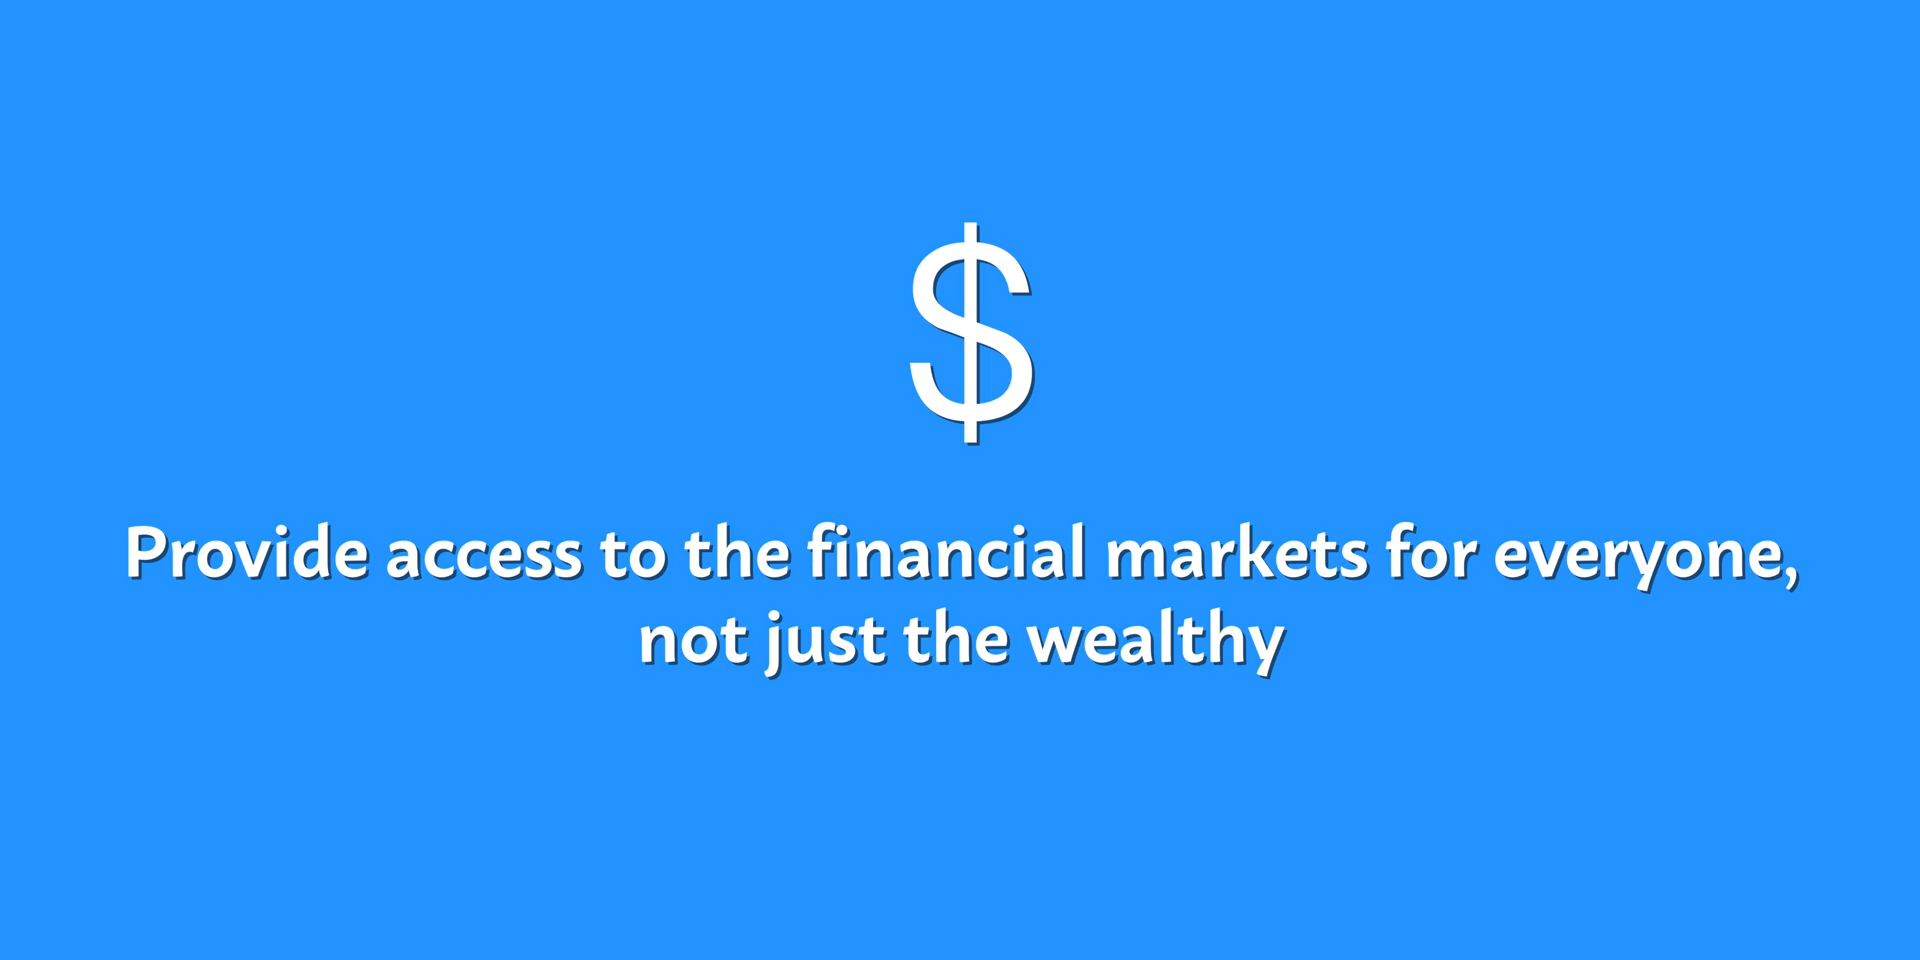 $
Provide access to the financial markets for everyone,
not just the wealthy